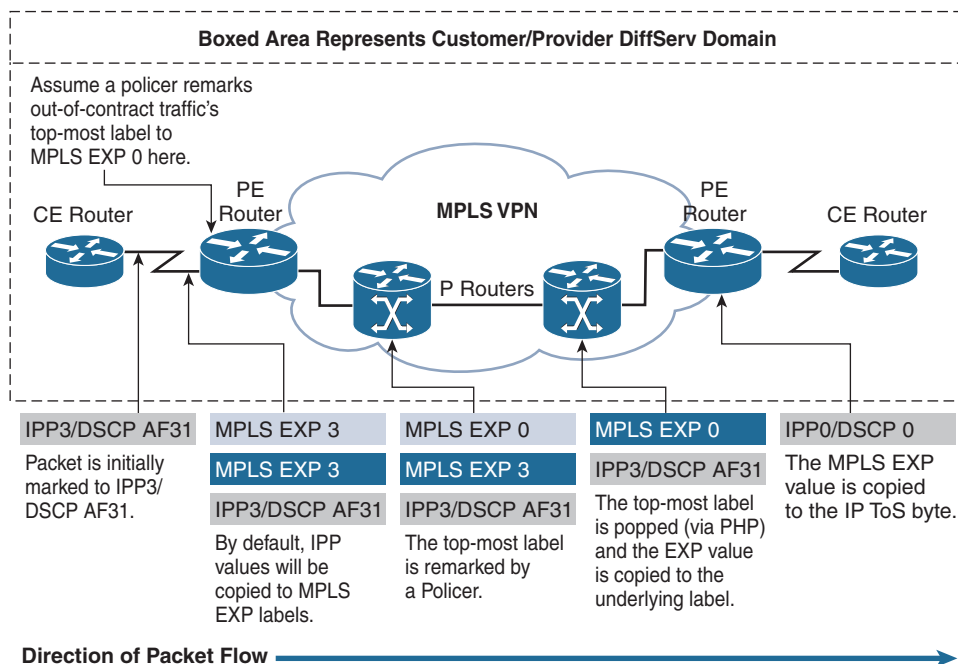 Boxed Area Represents Customer/Provider DiffServ Domain
Assume a policer remarks
out-of-contract traffic's
top-most label to
MPLS EXP 0 here.
CE Router
PE
Router
MPLS VPN
P Routers
PE
Router
CE Router
IPP3/DSCP AF31
Packet is initially
marked to IPP3/
DSCP AF31.
MPLS EXP 3
MPLS EXP 3
IPP3/DSCP AF31
By default, IPP
values will be
copied to MPLS
EXP labels.
MPLS EXP 0
MPLS EXP 3
IPP3/DSCP AF31
The top-most label
is remarked by
a Policer.
MPLS EXP 0
IPP3/DSCP AF31
The top-most label
is popped (via PHP)
and the EXP value
is copied to the
underlying label.
IPP0/DSCP 0
The MPLS EXP
value is copied
to the IP ToS byte.
Direction of Packet Flow